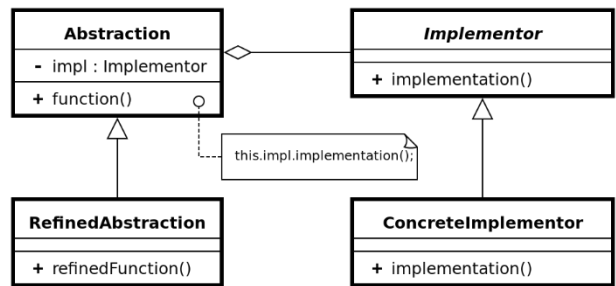 Abstraction
- impl : Implementor
+ function()
Implementor
+ implementation()
this.impl.implementation();
RefinedAbstraction
+ refinedFunction()
ConcreteImplementor
+ implementation()